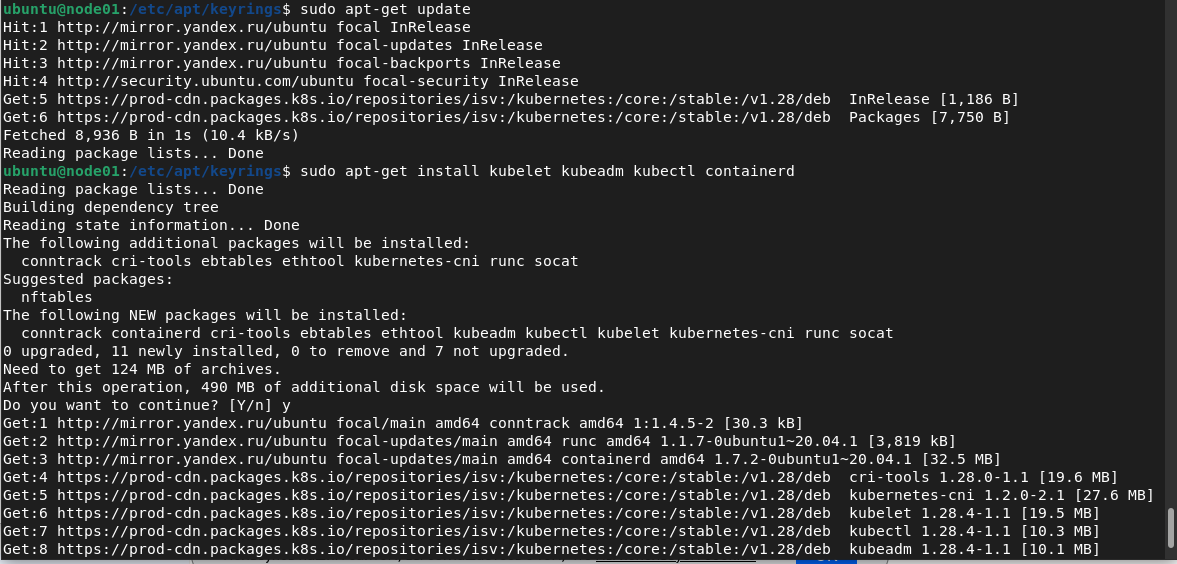 ubuntu@node01:/etc/apt/keyrings$ sudo apt-get update
Hit:1 http://mirror.yandex.ru/ubuntu focal InRelease
Hit:2 http://mirror.yandex.ru/ubuntu focal-updates InRelease
Hit:3 http://mirror.yandex.ru/ubuntu focal-backports InRelease
Hit:4 http://security.ubuntu.com/ubuntu focal-security InRelease
Get:5 https://prod-cdn.packages.k8s.io/repositories/isv:/kubernetes:/core:/stable:/v1.28/deb  InRelease [1,186 B]
Get:6 https://prod-cdn.packages.k8s.io/repositories/isv:/kubernetes:/core:/stable:/v1.28/deb  Packages [7,750 B]
Fetched 8,936 B in 1s (10.4 kB/s)
Reading package lists... Done
ubuntu@node01:/etc/apt/keyrings$ sudo apt-get install kubelet kubeadm kubectl containerd
Reading package lists... Done
Building dependency tree
Reading state information... Done
The following additional packages will be installed:
  conntrack cri-tools ebtables ethtool kubernetes-cni runc socat
Suggested packages:
  nftables
The following NEW packages will be installed:
  conntrack containerd cri-tools ebtables ethtool kubeadm kubectl kubelet kubernetes-cni runc socat
0 upgraded, 11 newly installed, 0 to remove and 7 not upgraded.
Need to get 124 MB of archives.
After this operation, 490 MB of additional disk space will be used.
Do you want to continue? [Y/n] y
Get:1 http://mirror.yandex.ru/ubuntu focal/main amd64 conntrack amd64 1:1.4.5-2 [30.3 kB]
Get:2 http://mirror.yandex.ru/ubuntu focal-updates/main amd64 runc amd64 1.1.7-0ubuntu1~20.04.1 [3,819 kB]
Get:3 http://mirror.yandex.ru/ubuntu focal-updates/main amd64 containerd amd64 1.7.2-0ubuntu1~20.04.1 [32.5 MB]
Get:4 https://prod-cdn.packages.k8s.io/repositories/isv:/kubernetes:/core:/stable:/v1.28/deb  cri-tools 1.28.0-1.1 [19.6 MB]
Get:5 https://prod-cdn.packages.k8s.io/repositories/isv:/kubernetes:/core:/stable:/v1.28/deb  kubernetes-cni 1.2.0-2.1 [27.6 MB]
Get:6 https://prod-cdn.packages.k8s.io/repositories/isv:/kubernetes:/core:/stable:/v1.28/deb  kubelet 1.28.4-1.1 [19.5 MB]
Get:7 https://prod-cdn.packages.k8s.io/repositories/isv:/kubernetes:/core:/stable:/v1.28/deb  kubectl 1.28.4-1.1 [10.3 MB]
Get:8 https://prod-cdn.packages.k8s.io/repositories/isv:/kubernetes:/core:/stable:/v1.28/deb  kubeadm 1.28.4-1.1 [10.1 MB]